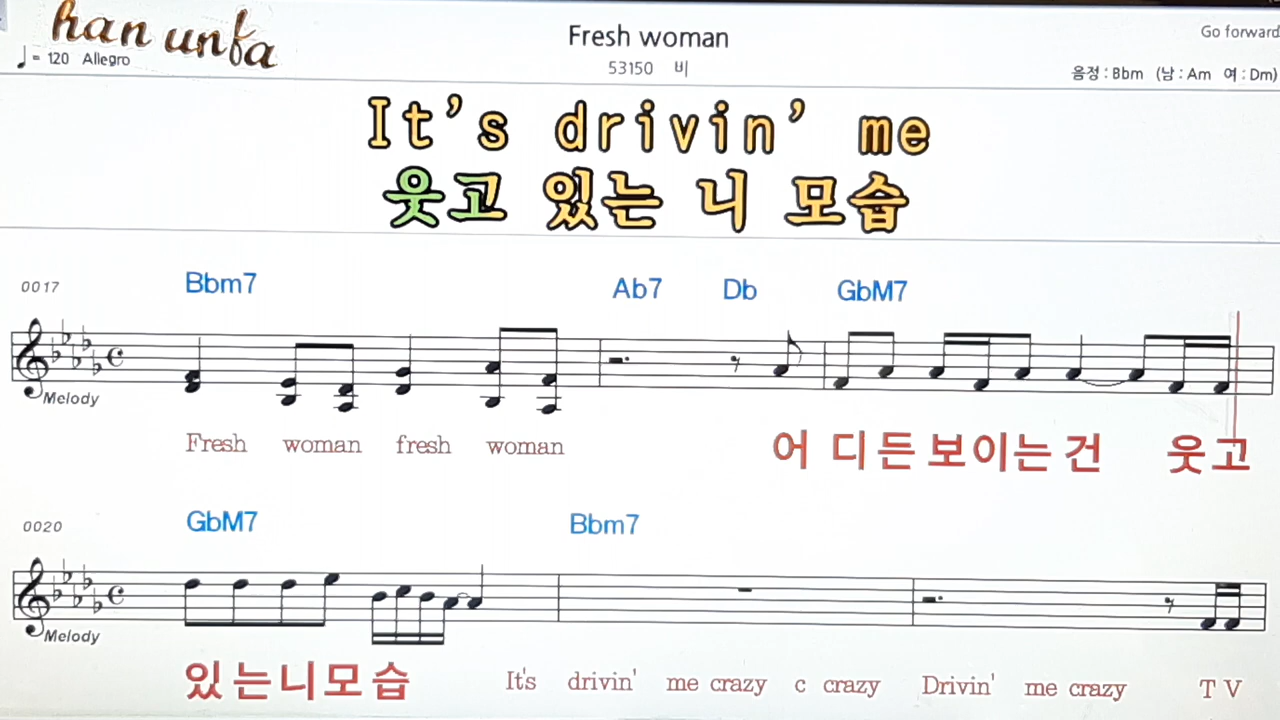 han unfa
Fresh woman
Go forward
♩ = 120 Allegro
53150 비
음정 : Bbm (남 : Am 여 : Dm)
It's drivin' me
웃고 있는 니 모습
0017 Bbm7 Ab7 Db GbM7
Melody
Fresh woman fresh woman 어 디 든 보 이 는 건 웃 고
0020 GbM7 Bbm7
Melody
있 는 니 모 습 It's drivin' me crazy c crazy Drivin' me crazy T V